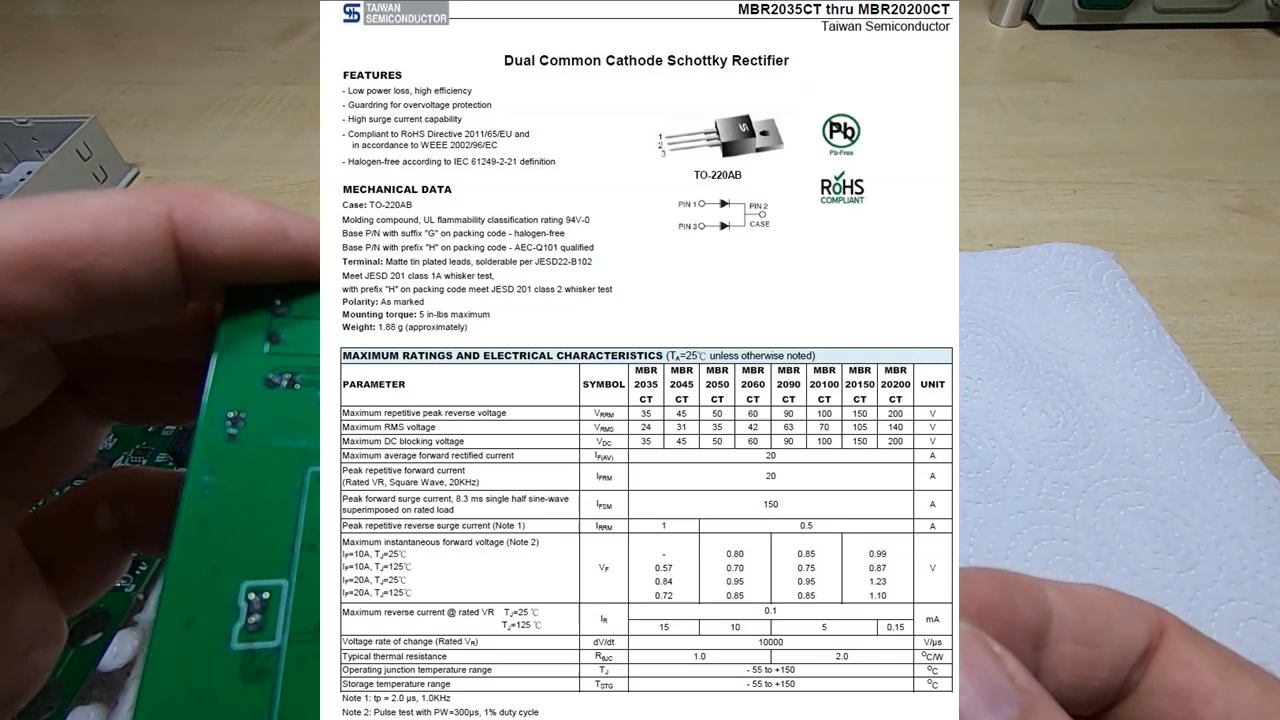 TAIWAN
SEMICONDUCTOR
MBR2035CT thru MBR20200CT
Taiwan Semiconductor
Dual Common Cathode Schottky Rectifier
FEATURES
- Low power loss, high efficiency
- Guardring for overvoltage protection
- High surge current capability
- Compliant to RoHS Directive 2011/65/EU and
in accordance to WEEE 2002/96/EC
- Halogen-free according to IEC 61249-2-21 definition
1
2
3
TO-220AB
Pb
Pb-Free
RoHS
COMPLIANT
PIN 1
PIN 3
PIN 2
CASE
MECHANICAL DATA
Case: TO-220AB
Molding compound, UL flammability classification rating 94V-0
Base P/N with suffix "G" on packing code - halogen-free
Base P/N with prefix "H" on packing code - AEC-Q101 qualified
Terminal: Matte tin plated leads, solderable per JESD22-B102
Meet JESD 201 class 1A whisker test,
with prefix "H" on packing code meet JESD 201 class 2 whisker test
Polarity: As marked
Mounting torque: 5 in-lbs maximum
Weight: 1.88 g (approximately)
MAXIMUM RATINGS AND ELECTRICAL CHARACTERISTICS (TA=25℃ unless otherwise noted)
PARAMETER SYMBOL MBR 2035 CT MBR 2045 CT MBR 2050 CT MBR 2060 CT MBR 2090 CT MBR 20100 CT MBR 20150 CT MBR 20200 CT UNIT
Maximum repetitive peak reverse voltage VRRM 35 45 50 60 90 100 150 200 V
Maximum RMS voltage VRMS 24 31 35 42 63 70 105 140 V
Maximum DC blocking voltage VDC 35 45 50 60 90 100 150 200 V
Maximum average forward rectified current IF(AV) 20 A
Peak repetitive forward current
(Rated VR, Square Wave, 20KHz) IFRM 20 A
Peak forward surge current, 8.3 ms single half sine-wave
superimposed on rated load IFSM 150 A
Peak repetitive reverse surge current (Note 1) IRRM 1 0.5 A
Maximum instantaneous forward voltage (Note 2)
IF=10A, TJ=25℃ - 0.80 0.85 0.99
IF=10A, TJ=125℃ VF 0.57 0.70 0.75 0.87 V
IF=20A, TJ=25℃ 0.84 0.95 0.95 1.23
IF=20A, TJ=125℃ 0.72 0.85 0.85 1.10
Maximum reverse current @ rated VR TJ=25 ℃ IR 0.1 mA
TJ=125 ℃ 15 10 5 0.15
Voltage rate of change (Rated VR) dV/dt 10000 V/μs
Typical thermal resistance RθJC 1.0 2.0 °C/W
Operating junction temperature range TJ - 55 to +150 °C
Storage temperature range TSTG - 55 to +150 °C
Note 1: tp = 2.0 μs, 1.0KHz
Note 2: Pulse test with PW=300μs, 1% duty cycle